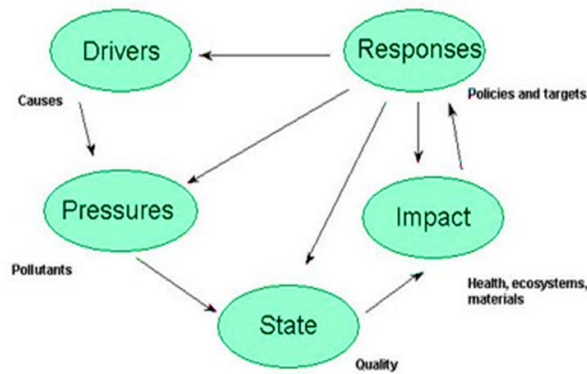 Drivers
Responses
Causes
Policies and targets
Pressures
Impact
Pollutants
Health, ecosystems,
materials
State
Quality